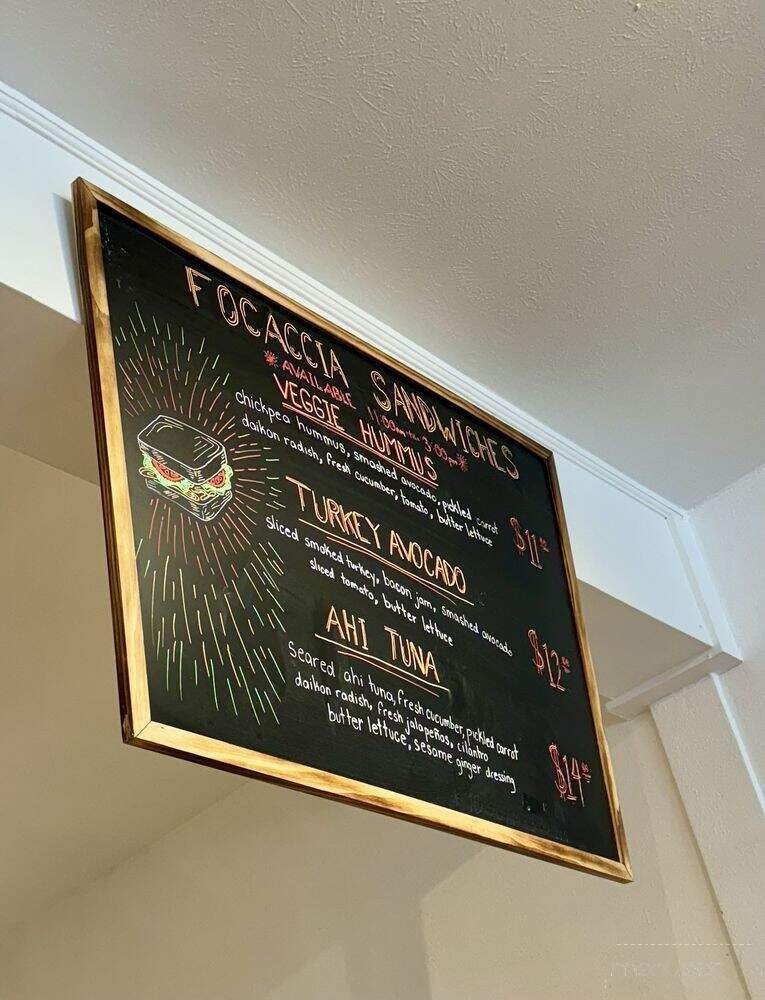 FOCACCIA SANDWICHES
* AVAILABLE 11:00am til 3:00pm *
VEGGIE HUMMUS
chickpea hummus, smashed avocado, pickled carrot
daikon radish, fresh cucumber, tomato, butter lettuce
$11
TURKEY AVOCADO
sliced smoked turkey, bacon jam, smashed avocado
sliced tomato, butter lettuce
$12
AHI TUNA
Seared ahi tuna, fresh cucumber, pickled carrot
daikon radish, fresh jalapeños, cilantro
butter lettuce, sesame ginger dressing
$14